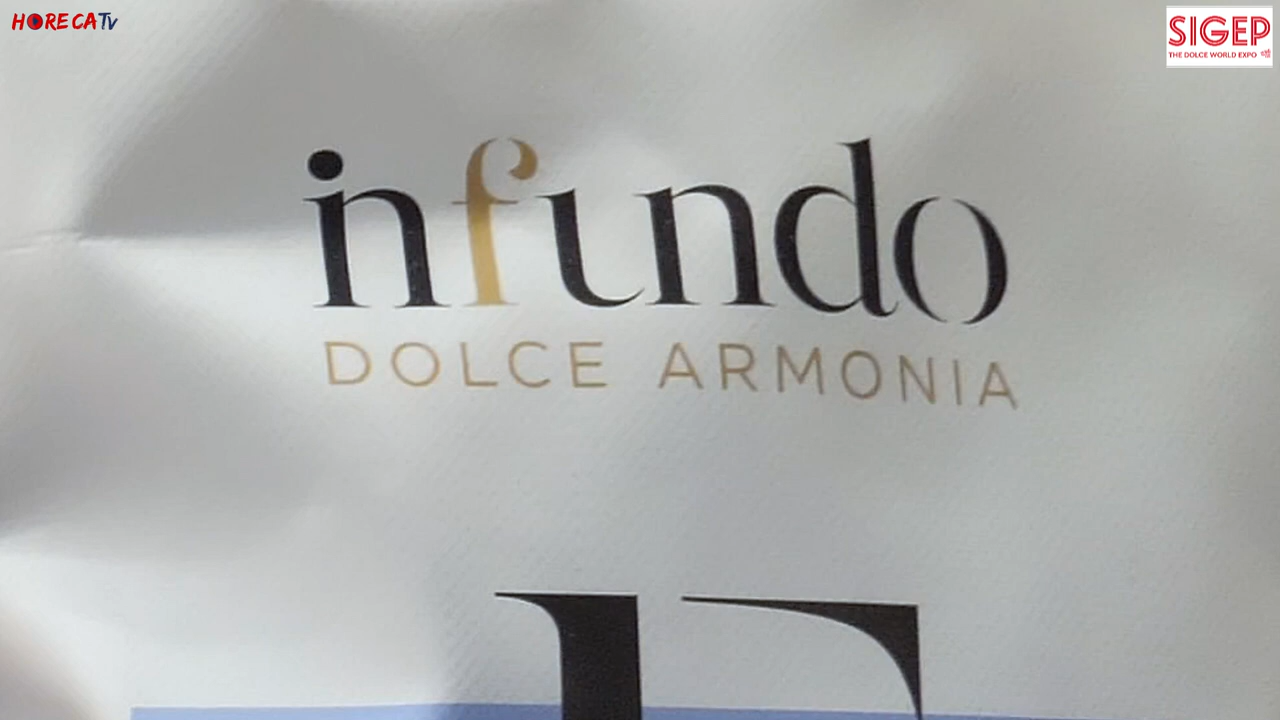 HORECATv
SIGEP
THE DOLCE WORLD EXPO
infundo
DOLCE ARMONIA